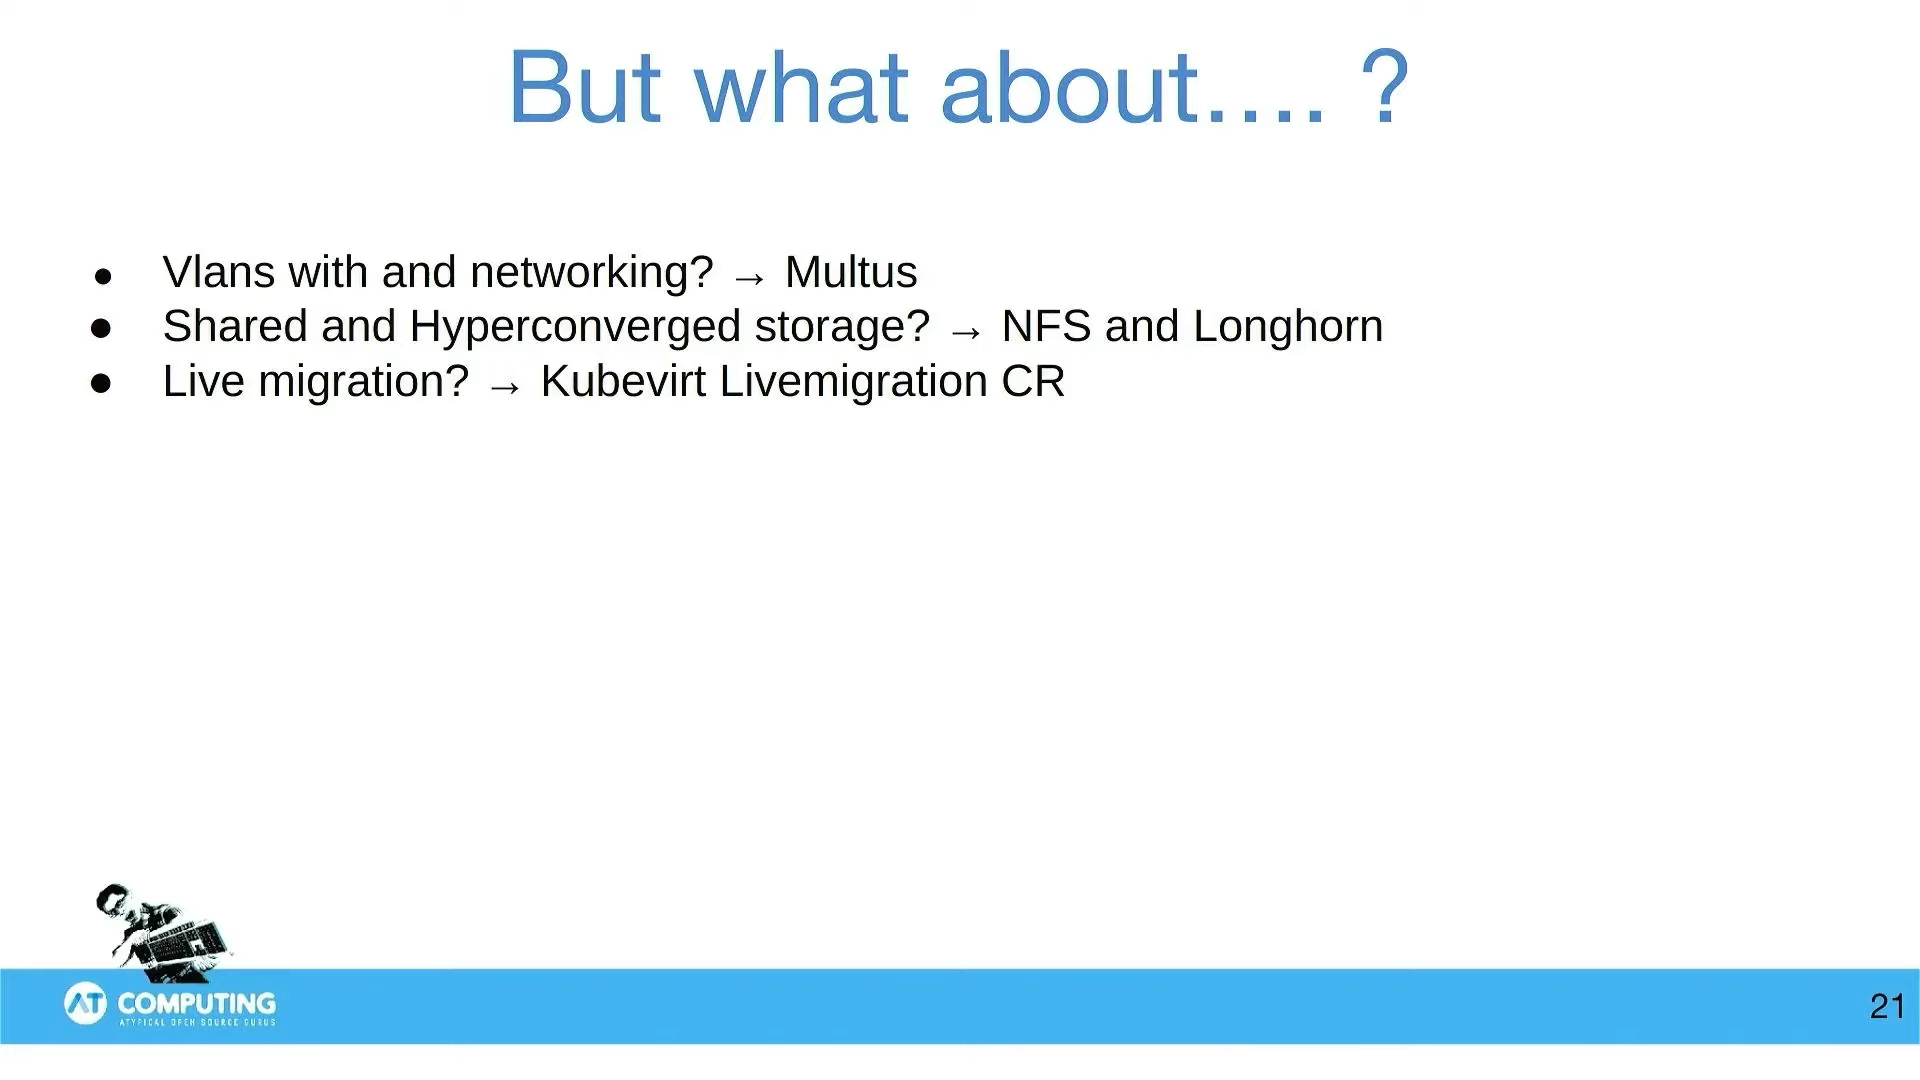 But what about.... ?
● Vlans with and networking? → Multus
● Shared and Hyperconverged storage? → NFS and Longhorn
● Live migration? → Kubevirt Livemigration CR
AT COMPUTING
ATYPICAL OPEN SOURCE GURUS
21